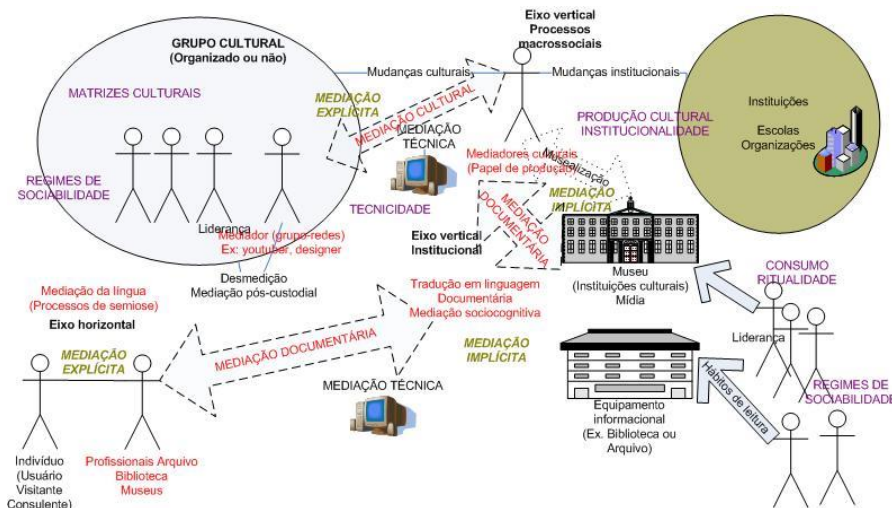 GRUPO CULTURAL
(Organizado ou não)
MATRIZES CULTURAIS
REGIMES DE
SOCIABILIDADE
Liderança
Mediador (grupo-redes)
Ex: youtuber, designer
Desmedição
Mediação pós-custodial
MEDIAÇÃO
EXPLÍCITA
MEDIAÇÃO CULTURAL
Mudanças culturais
Eixo vertical
Processos
macrossociais
Mudanças institucionais
MEDIAÇÃO
TÉCNICA
TECNICIDADE
Mediadores culturais
(Papel de produção)
Musealização
PRODUÇÃO CULTURAL
INSTITUCIONALIDADE
Instituições
Escolas
Organizações
MEDIAÇÃO
IMPLÍCITA
MEDIAÇÃO
DOCUMENTÁRIA
Eixo vertical
Institucional
Museu
(Instituições culturais)
Mídia
CONSUMO
RITUALIDADE
Liderança
Mediação da língua
(Processos de semiose)
Eixo horizontal
MEDIAÇÃO
EXPLÍCITA
MEDIAÇÃO DOCUMENTÁRIA
Tradução em linguagem
Documentária
Mediação sociocognitiva
MEDIAÇÃO
IMPLÍCITA
MEDIAÇÃO TÉCNICA
Equipamento
informacional
(Ex. Biblioteca ou
Arquivo)
Hábitos de leitura
REGIMES DE
SOCIABILIDADE
Indivíduo
(Usuário
Visitante
Consulente)
Profissionais Arquivo
Biblioteca
Museus